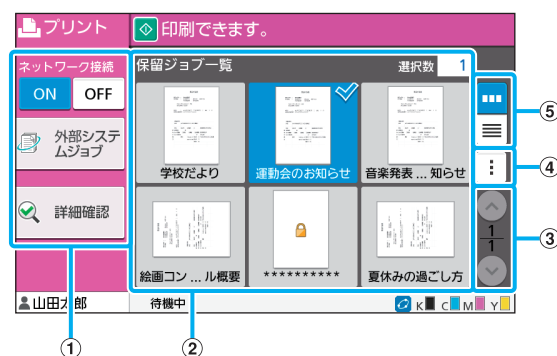 プリント
印刷できます。
ネットワーク接続
ON OFF
外部システ
ムジョブ
詳細確認
保留ジョブ一覧
選択数 1
学校だより
運動会のお知らせ
音楽発表 ... 知らせ
絵画コン ... ル概要
**********
夏休みの過ごし方
1
1
山田太郎
待機中
K C M Y
⑤
④
③
①
②